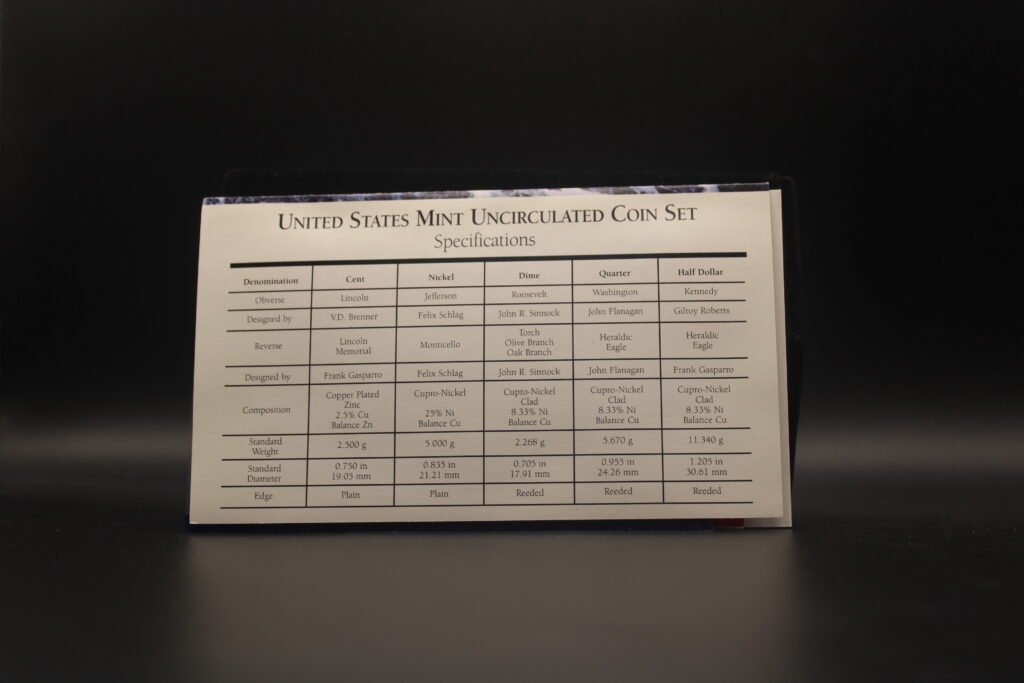 UNITED STATES MINT UNCIRCULATED COIN SET
Specifications
Denomination Cent Nickel Dime Quarter Half Dollar
Obverse Lincoln Jefferson Roosevelt Washington Kennedy
Designed by V.D. Brenner Felix Schlag John R. Sinnock John Flanagan Gilroy Roberts
Reverse Lincoln Memorial Monticello Torch Olive Branch Oak Branch Heraldic Eagle Heraldic Eagle
Designed by Frank Gasparro Felix Schlag John R. Sinnock John Flanagan Frank Gasparro
Composition Copper Plated Zinc 2.5% Cu Balance Zn Cupro-Nickel 25% Ni Balance Cu Cupro-Nickel Clad 8.33% Ni Balance Cu Cupro-Nickel Clad 8.33% Ni Balance Cu Cupro-Nickel Clad 8.33% Ni Balance Cu
Standard Weight 2.500 g 5.000 g 2.268 g 5.670 g 11.340 g
Standard Diameter 0.750 in 19.05 mm 0.835 in 21.21 mm 0.705 in 17.91 mm 0.955 in 24.26 mm 1.205 in 30.61 mm
Edge Plain Plain Reeded Reeded Reeded